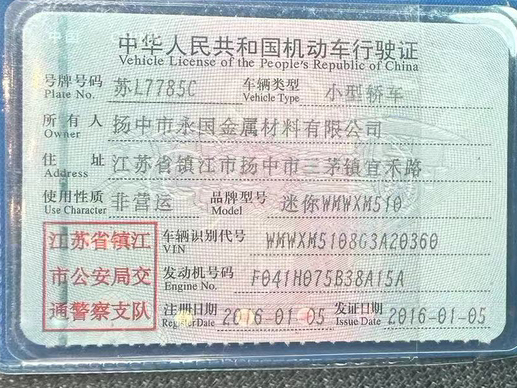 中华人民共和国机动车行驶证
Vehicle License of the People's Republic of China
号牌号码 苏L7785C 车辆类型 小型轿车
Plate No. Vehicle Type
所有人 扬中市永国金属材料有限公司
Owner
住址 江苏省镇江市扬中市三茅镇宜禾路
Address
使用性质 非营运 品牌型号 迷你WMWXM510
Use Character Model
江苏省镇江
市公安局交
通警察支队
车辆识别代号 WMWXM5108G3A20360
VIN
发动机号码 F041H075B38A15A
Engine No.
注册日期 2016-01-05 发证日期 2016-01-05
Register Date Issue Date